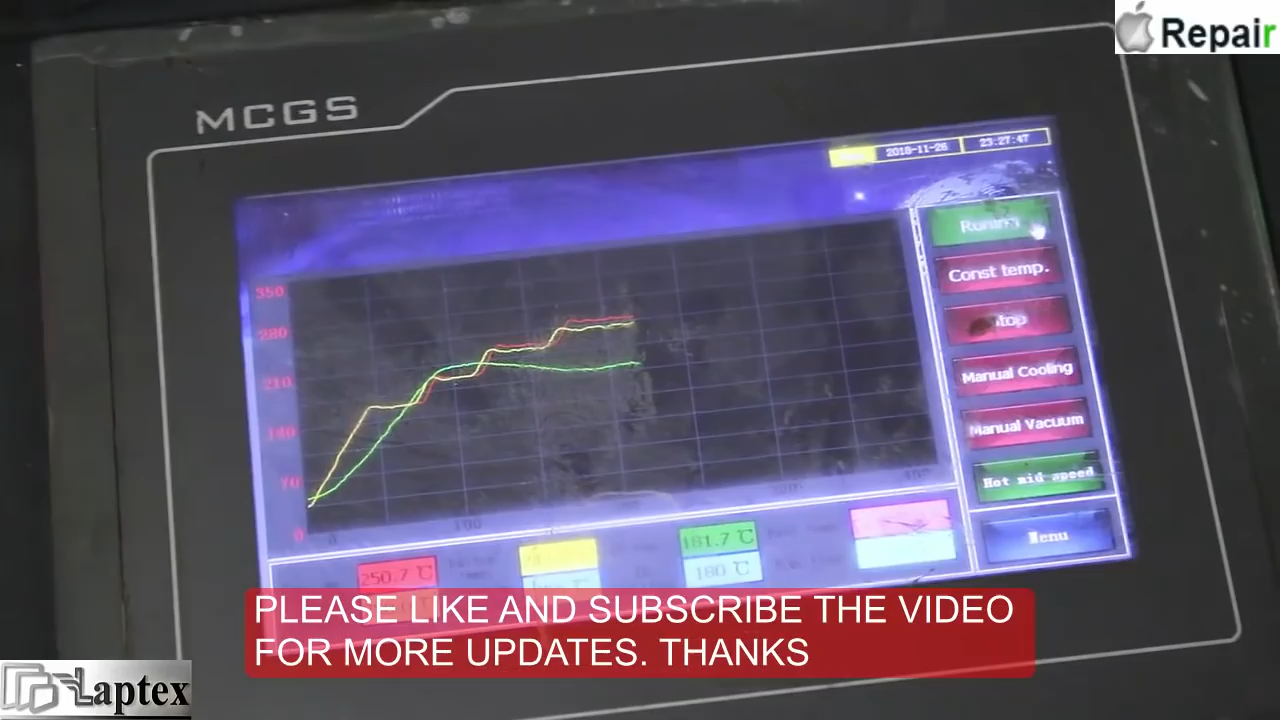 Repair
MCGS
2018-11-26
23:27:47
Const temp.
Manual Cooling
Manual Vacuum
Hot mid speed
Menu
350
280
210
140
70
0
0
100
250.7 ℃
181.7 ℃
180 ℃
PLEASE LIKE AND SUBSCRIBE THE VIDEO
FOR MORE UPDATES. THANKS
Laptex